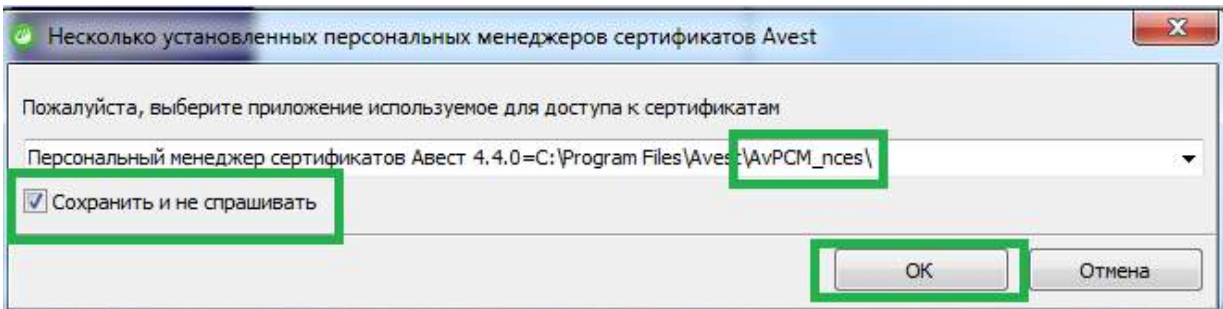 Несколько установленных персональных менеджеров сертификатов Avest
Пожалуйста, выберите приложение используемое для доступа к сертификатам
Персональный менеджер сертификатов Авест 4.4.0=C:\Program Files\Avest\AvPCM_nces\
Сохранить и не спрашивать
ОК Отмена